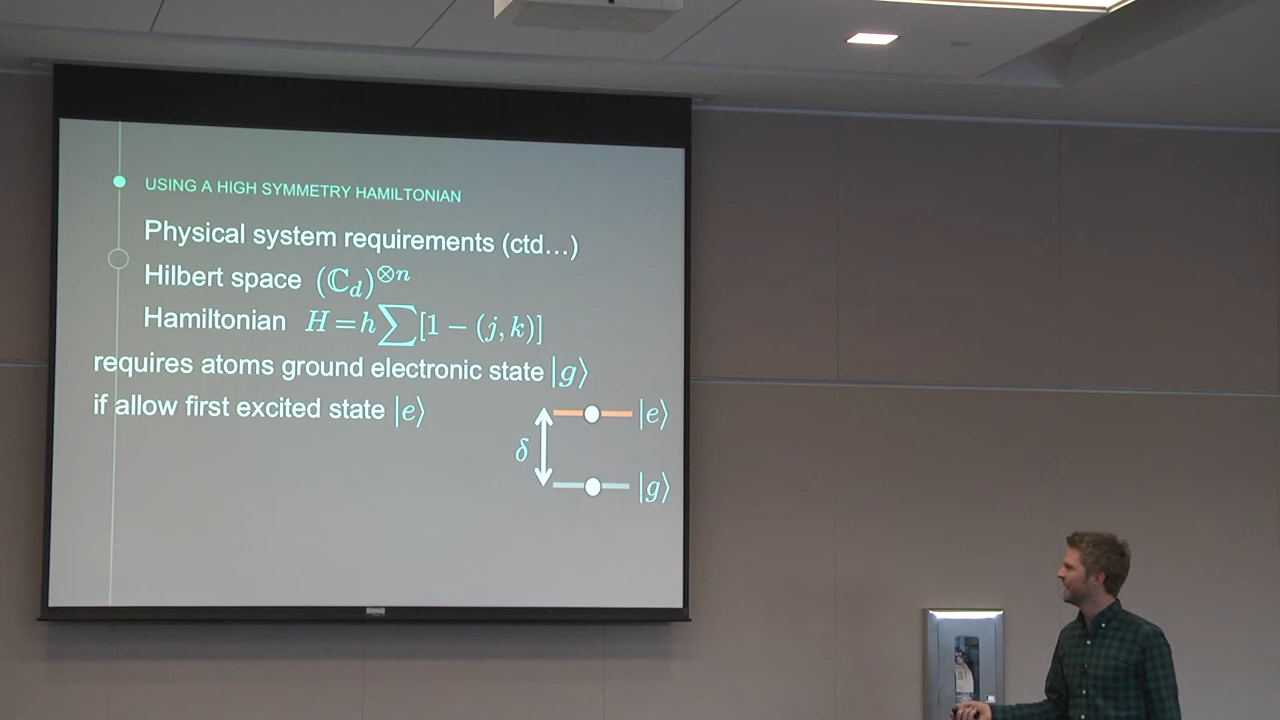 USING A HIGH SYMMETRY HAMILTONIAN
Physical system requirements (ctd...)
Hilbert space (ℂ_d)^{⊗n}
Hamiltonian H=h∑[1−(j,k)]
requires atoms ground electronic state |g⟩
if allow first excited state |e⟩
|e⟩
δ
|g⟩